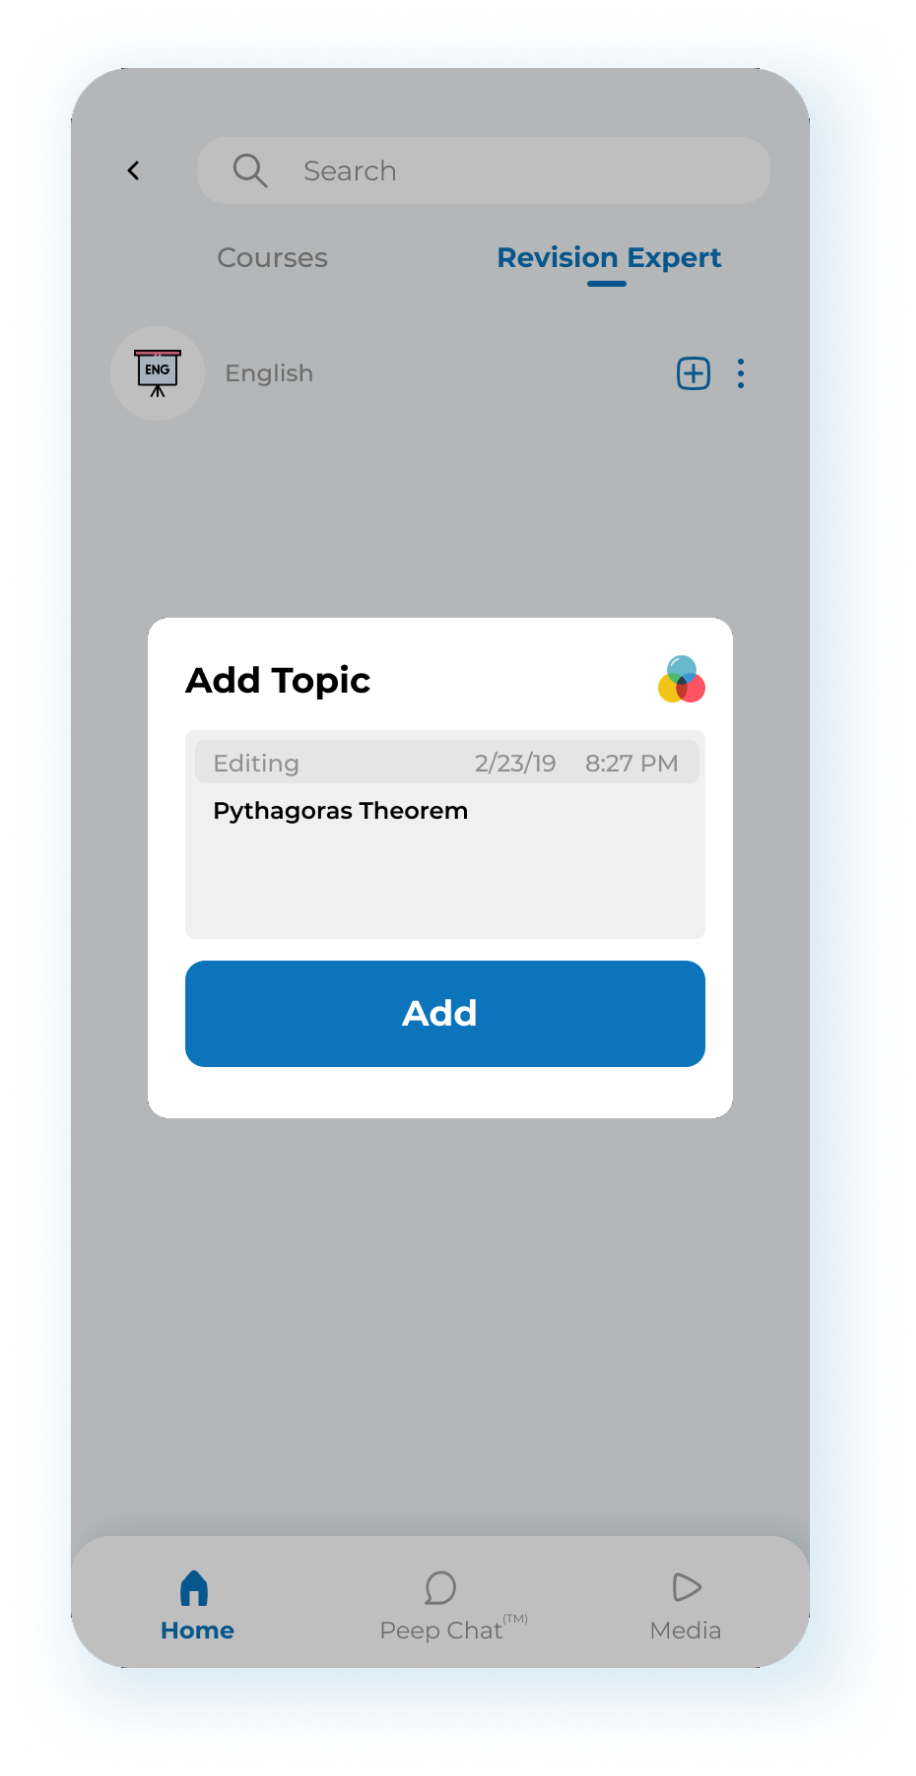 Search
Courses Revision Expert
ENG English
Add Topic
Editing 2/23/19 8:27 PM
Pythagoras Theorem
Add
Home Peep Chat(TM) Media